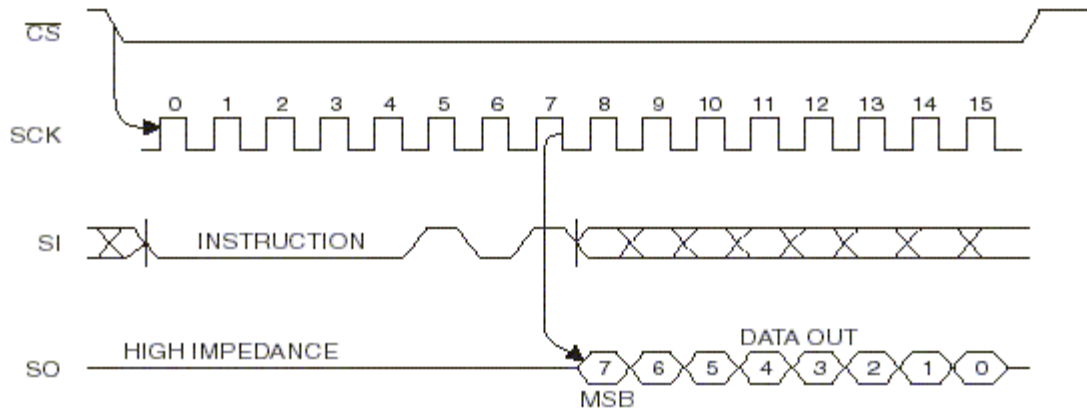 CS
0 1 2 3 4 5 6 7 8 9 10 11 12 13 14 15
SCK
SI INSTRUCTION
HIGH IMPEDANCE DATA OUT
SO 7 6 5 4 3 2 1 0
MSB